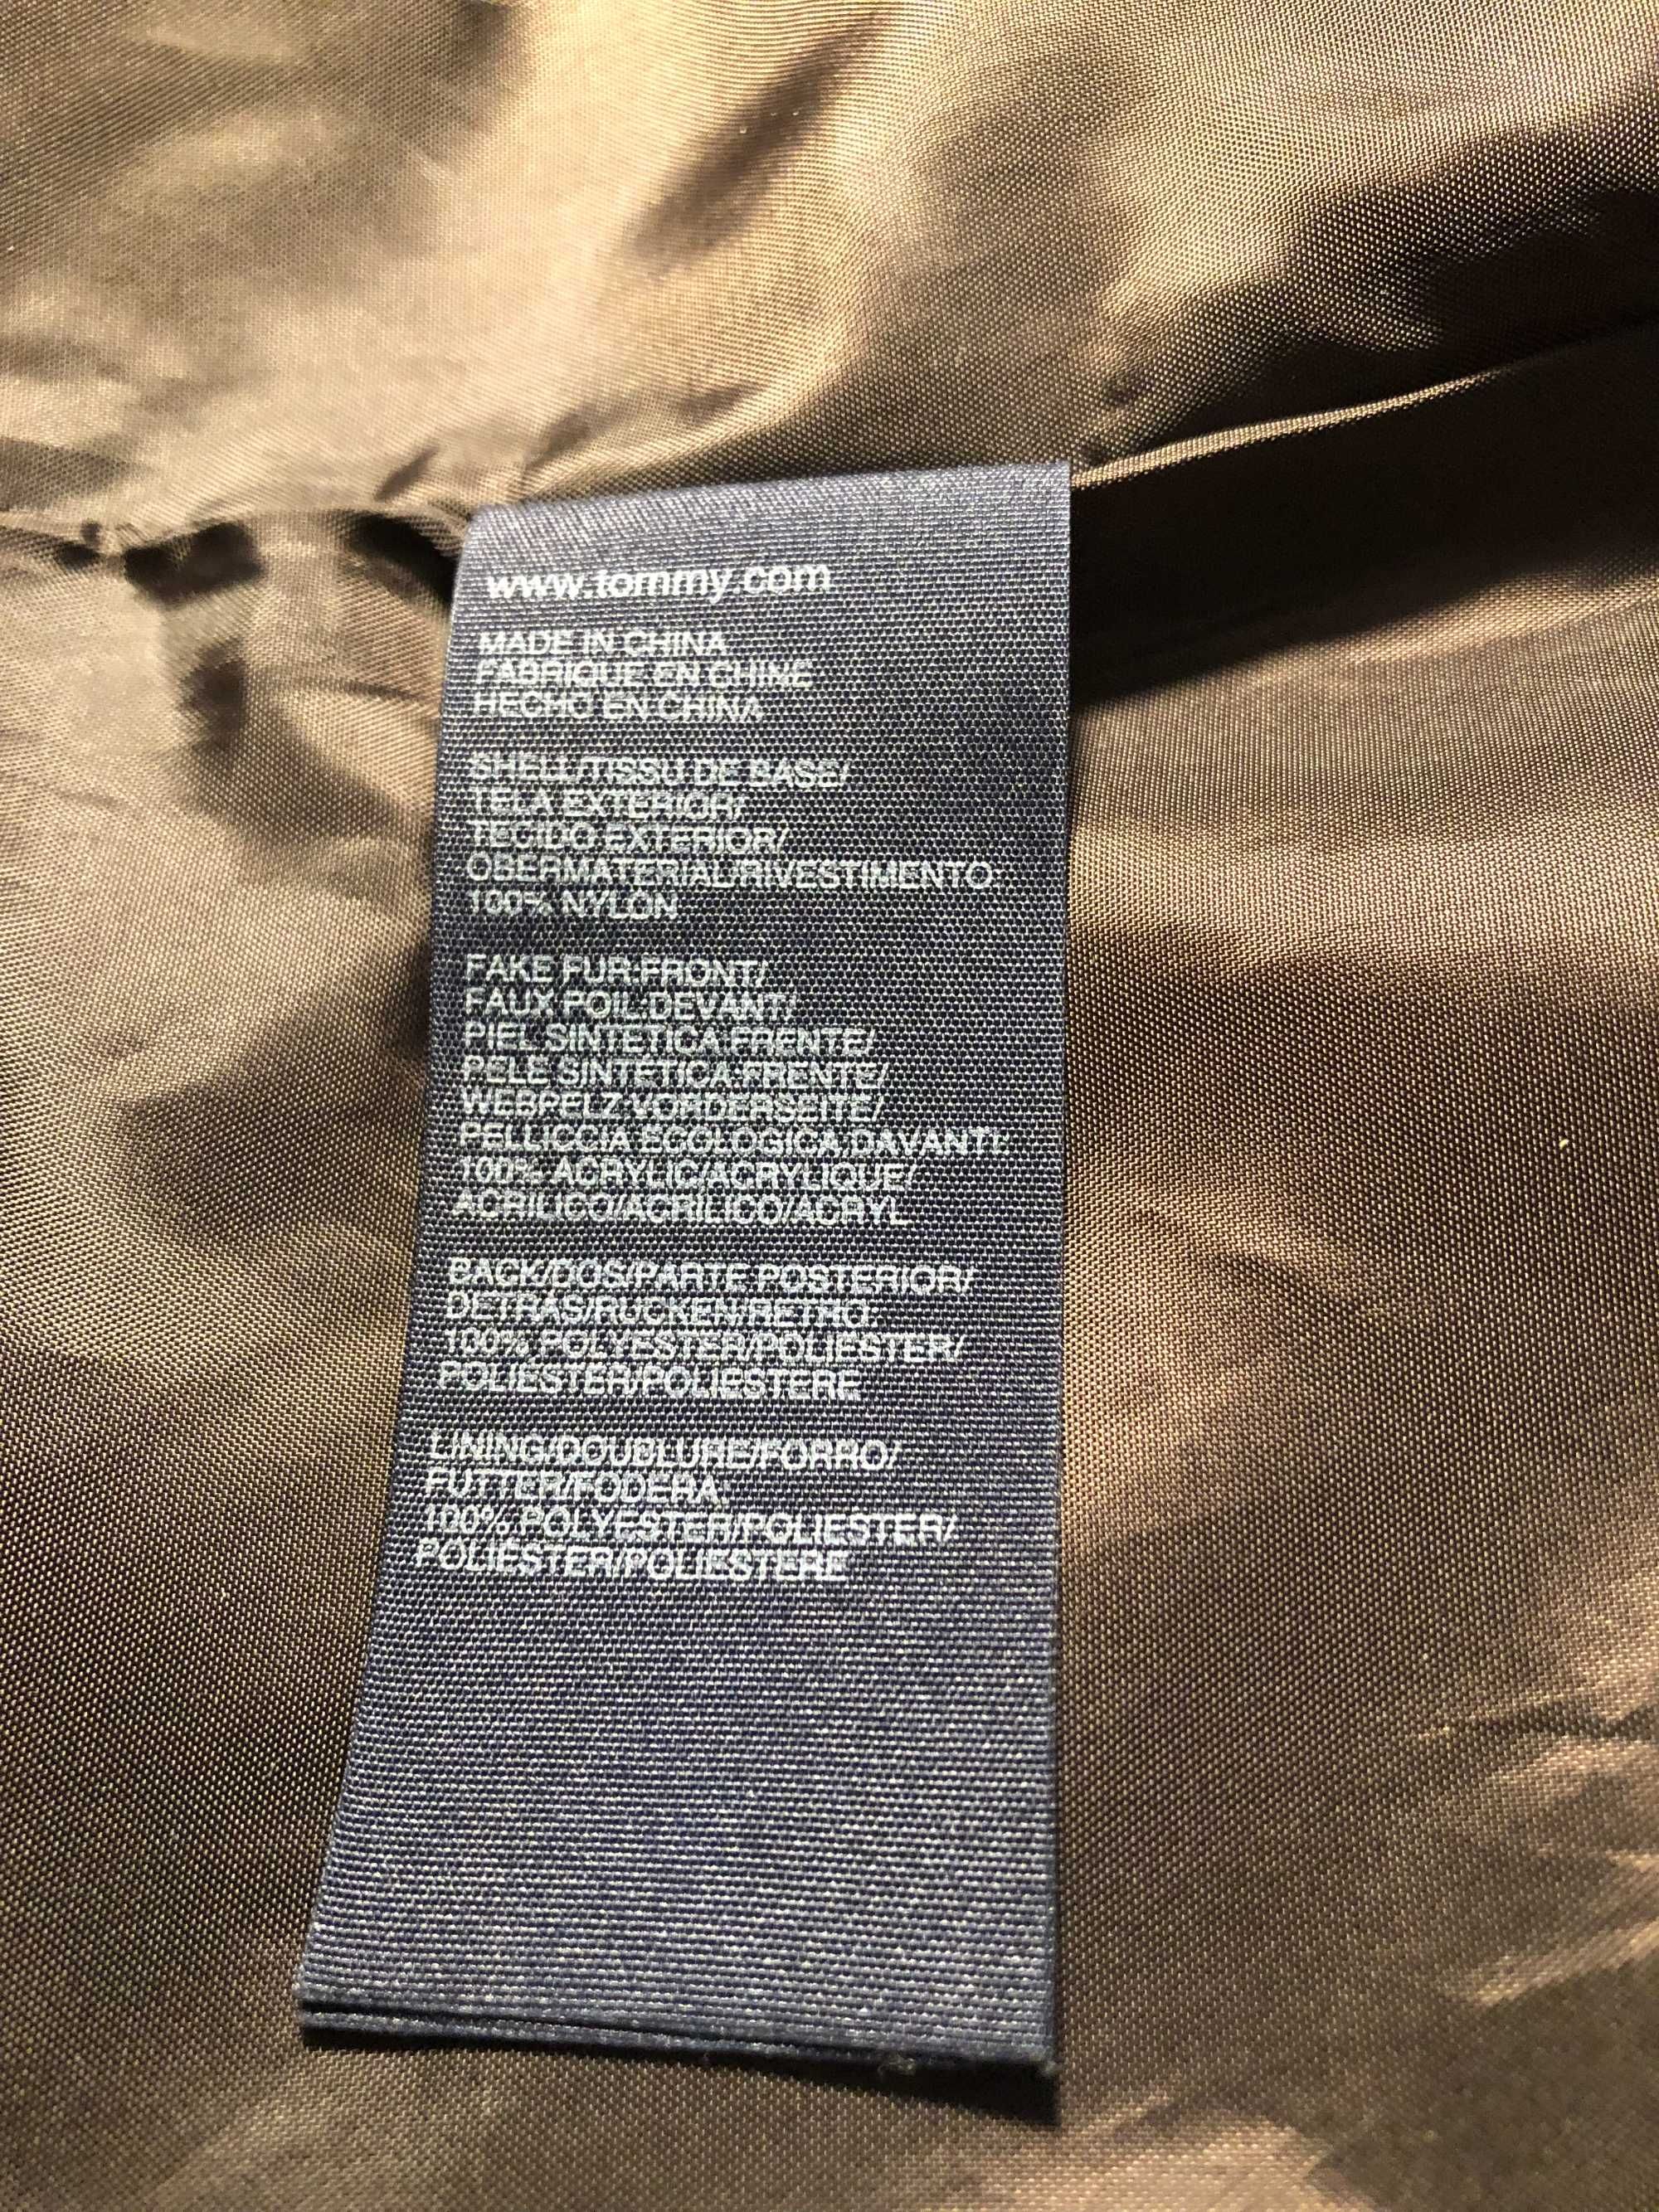 www.tommy.com
MADE IN CHINA
FABRIQUE EN CHINE
HECHO EN CHINA
SHELL/TISSU DE BASE/
TELA EXTERIOR/
TECIDO EXTERIOR/
OBERMATERIAL/RIVESTIMENTO:
100% NYLON
FAKE FUR:FRONT/
FAUX POIL:DEVANT/
PIEL SINTETICA:FRENTE/
PELE SINTÉTICA:FRENTE/
WEBPELZ:VORDERSEITE/
PELLICCIA ECOLOGICA:DAVANTI:
100% ACRYLIC/ACRYLIQUE/
ACRILICO/ACRÍLICO/ACRYL
BACK/DOS/PARTE POSTERIOR/
DETRÁS/RÜCKEN/RETRO:
100% POLYESTER/POLIESTER/
POLIÉSTER/POLIESTERE
LINING/DOUBLURE/FORRO/
FUTTER/FODERA:
100% POLYESTER/POLIESTER/
POLIÉSTER/POLIESTERE